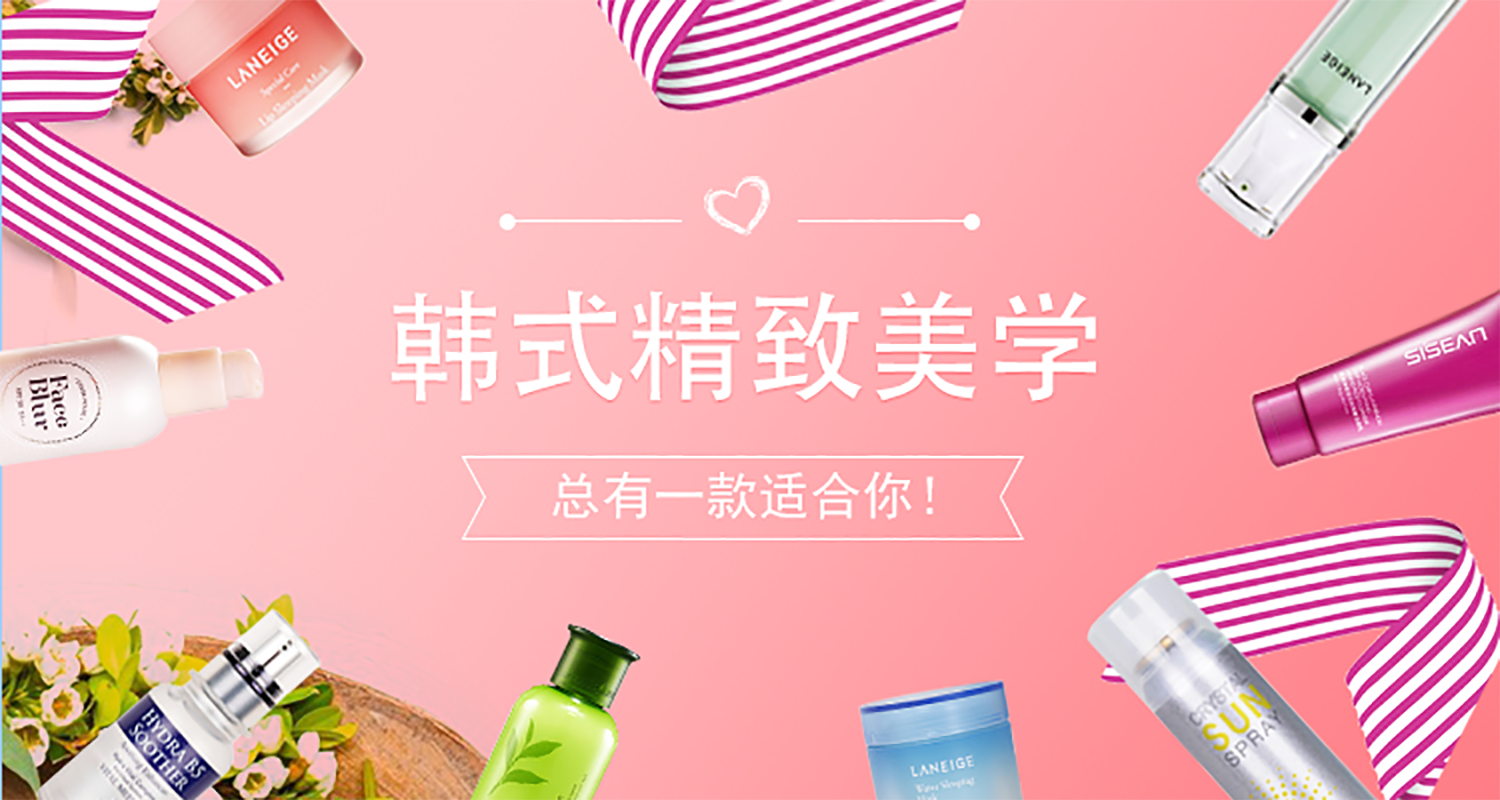 LANEIGE
Special Care
Lip Sleeping Mask
LANEIGE
韩式精致美学
SISEAN
Face
Blur
总有一款适合你！
HYDRA B5
SOOTHER
LANEIGE
Water Sleeping
Mask
CRYSTAL
SUN
SPRAY